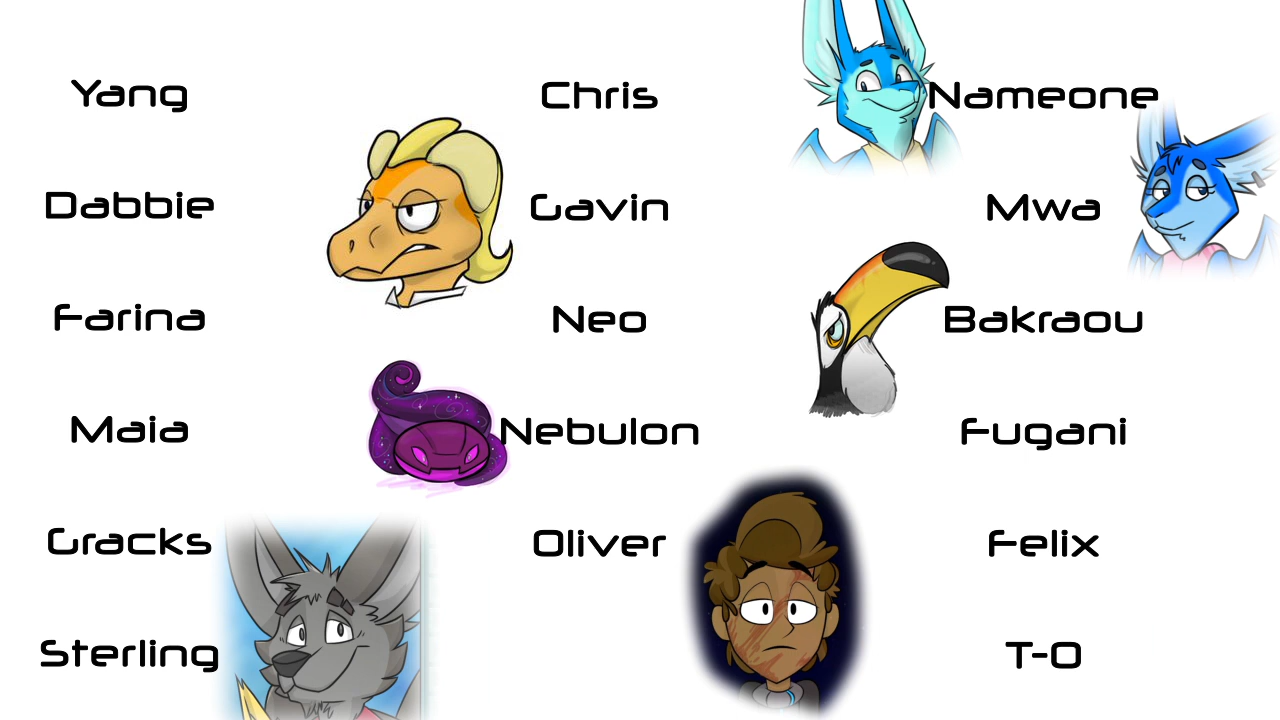 Yang
Dabbie
Farina
Maia
Gracks
Sterling
Chris
Gavin
Neo
Nebulon
Oliver
Nameone
Mwa
Bakraou
Fugani
Felix
T-O